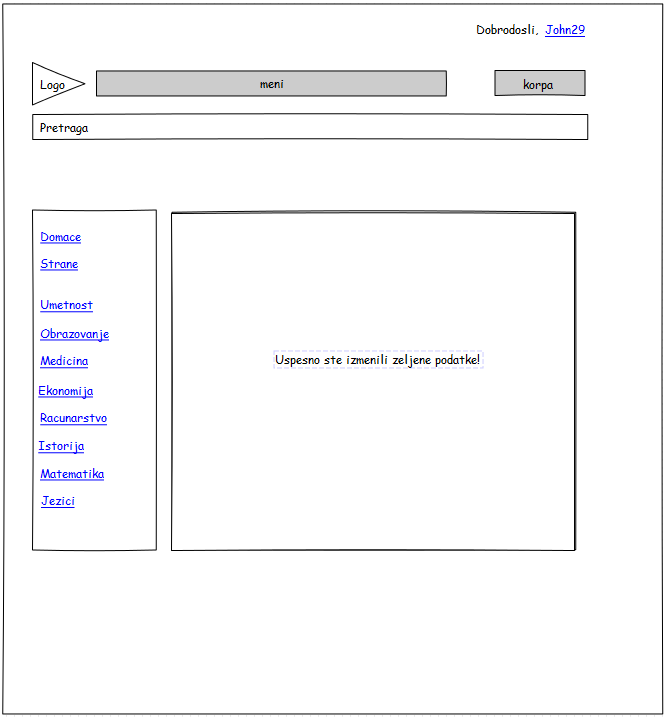 Dobrodosli, John29
Logo
meni
korpa
Pretraga
Domace
Strane
Umetnost
Obrazovanje
Medicina
Ekonomija
Racunarstvo
Istorija
Matematika
Jezici
Uspesno ste izmenili zeljene podatke!